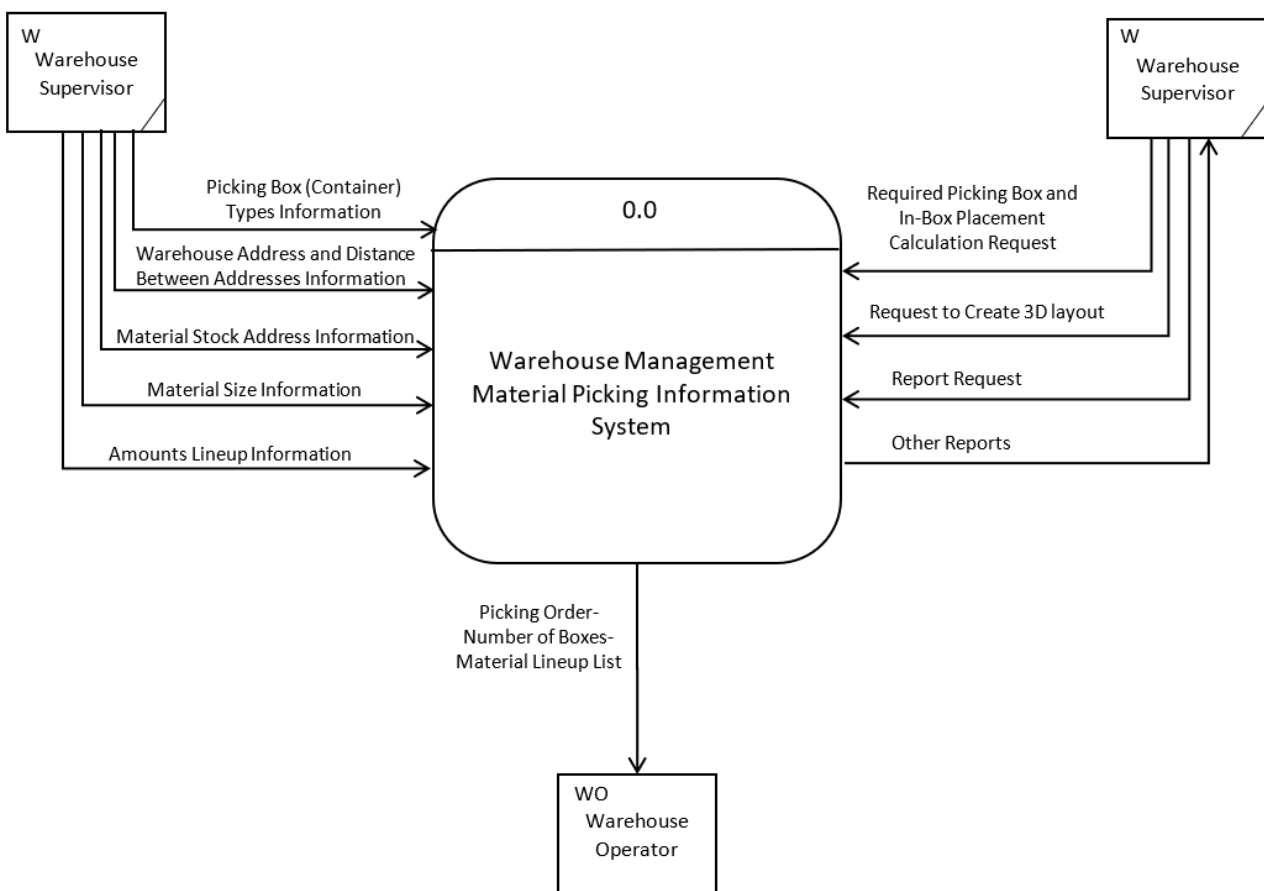 W
Warehouse
Supervisor
W
Warehouse
Supervisor
Picking Box (Container)
Types Information
Warehouse Address and Distance
Between Addresses Information
Material Stock Address Information
Material Size Information
Amounts Lineup Information
0.0
Warehouse Management
Material Picking Information
System
Required Picking Box and
In-Box Placement
Calculation Request
Request to Create 3D layout
Report Request
Other Reports
Picking Order-
Number of Boxes-
Material Lineup List
WO
Warehouse
Operator